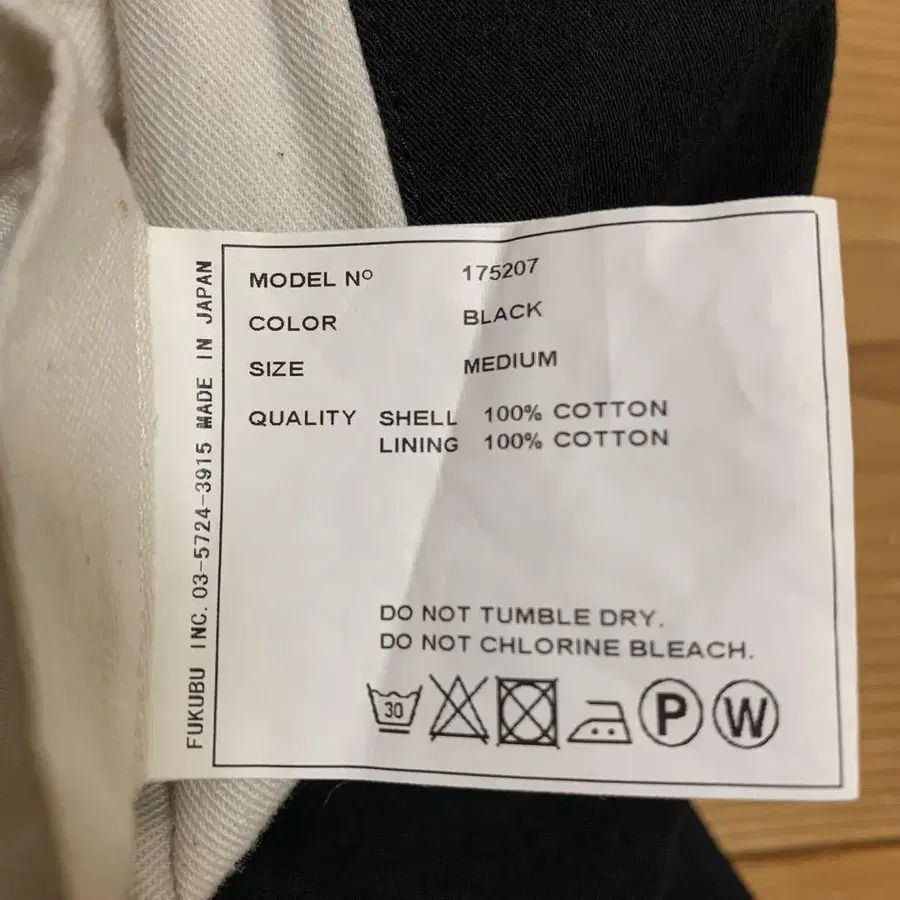 MODEL Nº 175207
COLOR BLACK
SIZE MEDIUM
QUALITY SHELL 100% COTTON
LINING 100% COTTON
DO NOT TUMBLE DRY.
DO NOT CHLORINE BLEACH.
30 P W
FUKUBU INC. 03-5724-3915 MADE IN JAPAN